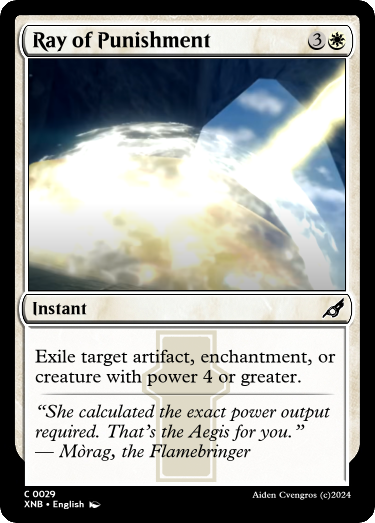 Ray of Punishment 3
Instant
Exile target artifact, enchantment, or
creature with power 4 or greater.
“She calculated the exact power output
required. That's the Aegis for you.”
— Mòrag, the Flamebringer
C 0029
XNB • English
Aiden Cvengros (c)2024